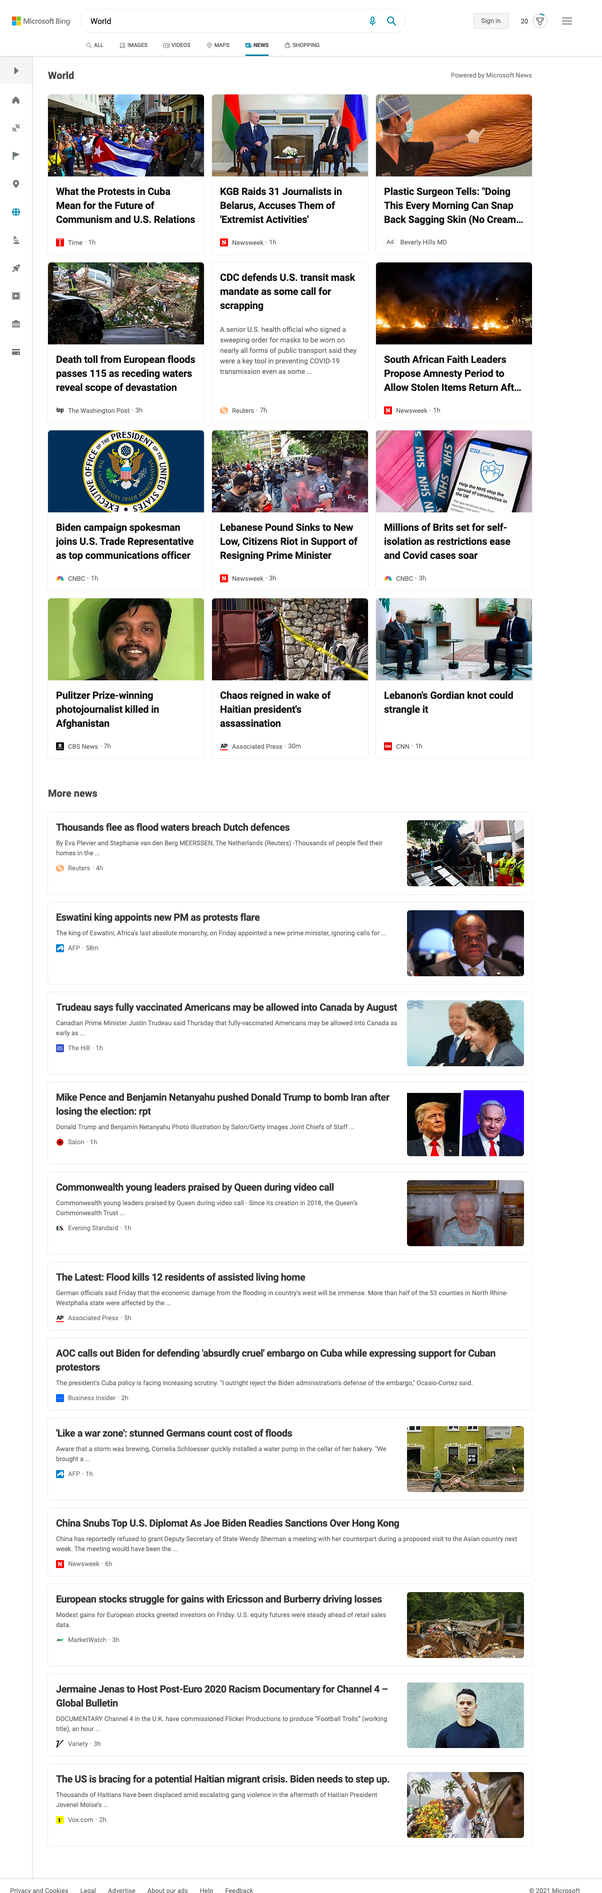 Microsoft Bing
World
Sign in
20
ALL
IMAGES
VIDEOS
MAPS
NEWS
SHOPPING
World
Powered by Microsoft News
What the Protests in Cuba
Mean for the Future of
Communism and U.S. Relations
Time · 1h
KGB Raids 31 Journalists in
Belarus, Accuses Them of
'Extremist Activities'
Newsweek · 1h
Plastic Surgeon Tells: "Doing
This Every Morning Can Snap
Back Sagging Skin (No Cream...
Ad Beverly Hills MD
Death toll from European floods
passes 115 as receding waters
reveal scope of devastation
The Washington Post · 3h
CDC defends U.S. transit mask
mandate as some call for
scrapping
A senior U.S. health official who signed a
sweeping order for masks to be worn on
nearly all forms of public transport said they
were a key tool in preventing COVID-19
transmission even as some ...
Reuters · 7h
South African Faith Leaders
Propose Amnesty Period to
Allow Stolen Items Return Aft...
Newsweek · 1h
EXECUTIVE OFFICE OF THE PRESIDENT OF THE UNITED STATES
Biden campaign spokesman
joins U.S. Trade Representative
as top communications officer
CNBC · 1h
Lebanese Pound Sinks to New
Low, Citizens Riot in Support of
Resigning Prime Minister
Newsweek · 3h
NHS
Help the NHS stop the
spread of coronavirus in
the UK
Millions of Brits set for self-
isolation as restrictions ease
and Covid cases soar
CNBC · 3h
Pulitzer Prize-winning
photojournalist killed in
Afghanistan
CBS News · 7h
Chaos reigned in wake of
Haitian president's
assassination
AP Associated Press · 30m
Lebanon's Gordian knot could
strangle it
CNN · 1h
More news
Thousands flee as flood waters breach Dutch defences
By Eva Plevier and Stephanie van den Berg MEERSSEN, The Netherlands (Reuters) -Thousands of people fled their
homes in the ...
Reuters · 4h
Eswatini king appoints new PM as protests flare
The king of Eswatini, Africa's last absolute monarchy, on Friday appointed a new prime minister, ignoring calls for ...
AFP · 58m
Trudeau says fully vaccinated Americans may be allowed into Canada by August
Canadian Prime Minister Justin Trudeau said Thursday that fully-vaccinated Americans may be allowed into Canada as
early as ...
The Hill · 1h
Mike Pence and Benjamin Netanyahu pushed Donald Trump to bomb Iran after
losing the election: rpt
Donald Trump and Benjamin Netanyahu Photo illustration by Salon/Getty Images Joint Chiefs of Staff ...
Salon · 1h
Commonwealth young leaders praised by Queen during video call
Commonwealth young leaders praised by Queen during video call - Since its creation in 2018, the Queen's
Commonwealth Trust ...
ES. Evening Standard · 1h
The Latest: Flood kills 12 residents of assisted living home
German officials said Friday that the economic damage from the flooding in country's west will be immense. More than half of the 53 counties in North Rhine-
Westphalia state were affected by the ...
AP Associated Press · 5h
AOC calls out Biden for defending 'absurdly cruel' embargo on Cuba while expressing support for Cuban
protestors
The president's Cuba policy is facing increasing scrutiny. "I outright reject the Biden administration's defense of the embargo," Ocasio-Cortez said.
Business Insider · 2h
'Like a war zone': stunned Germans count cost of floods
Aware that a storm was brewing, Cornelia Schloesser quickly installed a water pump in the cellar of her bakery. "We
brought a ...
AFP · 1h
China Snubs Top U.S. Diplomat As Joe Biden Readies Sanctions Over Hong Kong
China has reportedly refused to grant Deputy Secretary of State Wendy Sherman a meeting with her counterpart during a proposed visit to the Asian country next
week. The meeting would have been the ...
Newsweek · 6h
European stocks struggle for gains with Ericsson and Burberry driving losses
Modest gains for European stocks greeted investors on Friday. U.S. equity futures were steady ahead of retail sales
data.
MarketWatch · 3h
Jermaine Jenas to Host Post-Euro 2020 Racism Documentary for Channel 4 –
Global Bulletin
DOCUMENTARY Channel 4 in the U.K. have commissioned Flicker Productions to produce "Football Trolls" (working
title), an hour ...
Variety · 3h
The US is bracing for a potential Haitian migrant crisis. Biden needs to step up.
Thousands of Haitians have been displaced amid escalating gang violence in the aftermath of Haitian President
Jovenel Moïse's ...
Vox.com · 2h
Privacy and Cookies
Legal
Advertise
About our ads
Help
Feedback
© 2021 Microsoft